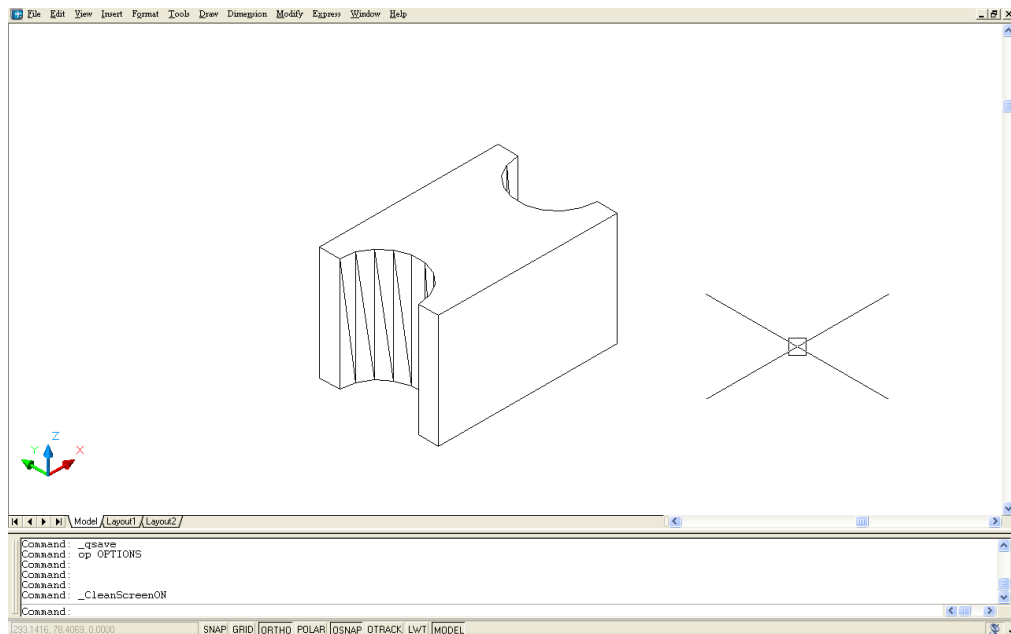 File Edit View Insert Format Tools Draw Dimension Modify Express Window Help
Z
Y X
Model Layout1 Layout2
Command: _qsave
Command: op OPTIONS
Command:
Command:
Command:
Command: _CleanScreenON
Command:
293.1416, 78.4069, 0.0000 SNAP GRID ORTHO POLAR OSNAP OTRACK LWT MODEL